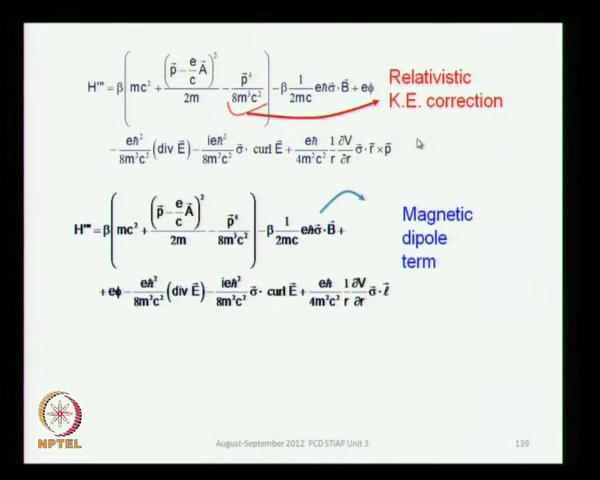 H''' = β ( mc² + (p⃗ − e/c A⃗)² / 2m − p⃗⁴ / 8m³c² ) − β 1/2mc eℏσ⃗·B⃗ + eϕ
Relativistic
K.E. correction
− eℏ²/8m²c² (div E⃗) − ieℏ²/8m²c² σ⃗· curl E⃗ + eℏ/4m²c² 1/r ∂V/∂r σ⃗·r⃗×p⃗
H''' = β ( mc² + (p⃗ − e/c A⃗)² / 2m − p⃗⁴ / 8m³c² ) − β 1/2mc eℏσ⃗·B⃗ +
Magnetic
dipole
term
+eϕ − eℏ²/8m²c² (div E⃗) − ieℏ²/8m²c² σ⃗· curl E⃗ + eℏ/4m²c² 1/r ∂V/∂r σ⃗·ℓ⃗
NPTEL
August-September 2012 PCD STIAP Unit 3
139